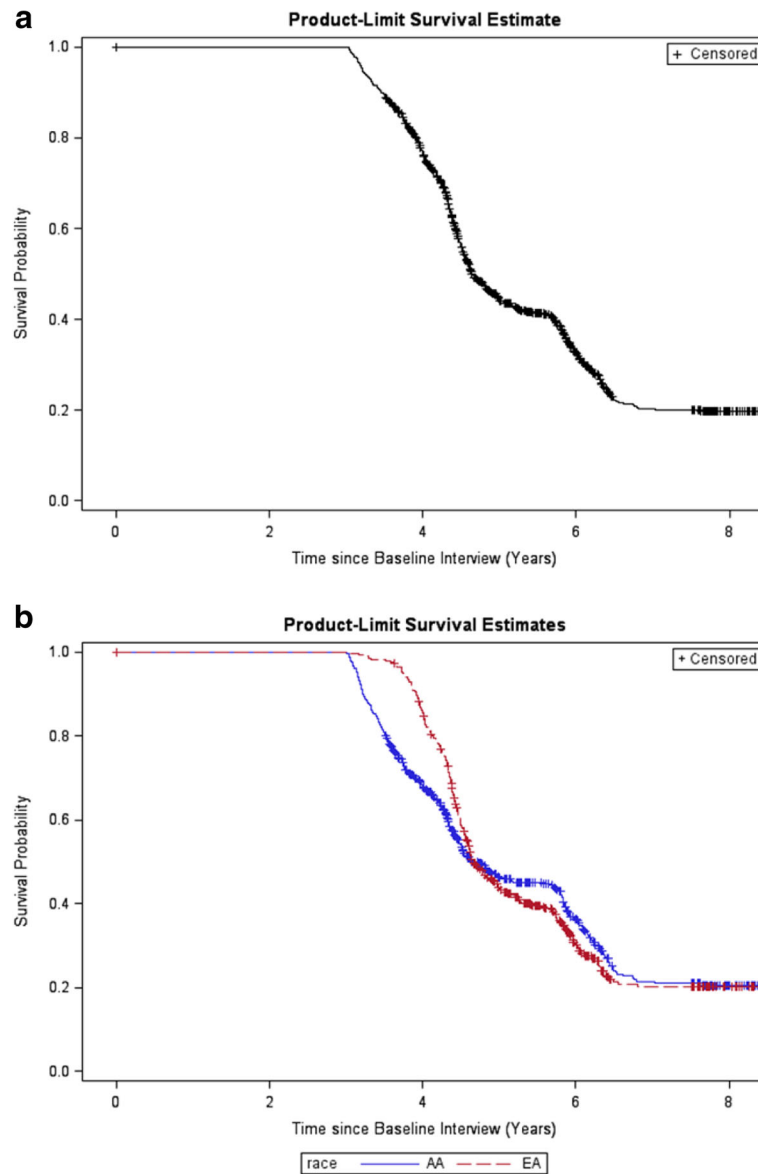 a
Product-Limit Survival Estimate
+ Censored
1.0
0.8
0.6
0.4
0.2
0.0
Survival Probability
0 2 4 6 8
Time since Baseline Interview (Years)
b
Product-Limit Survival Estimates
+ Censored
1.0
0.8
0.6
0.4
0.2
0.0
Survival Probability
0 2 4 6 8
Time since Baseline Interview (Years)
race AA EA